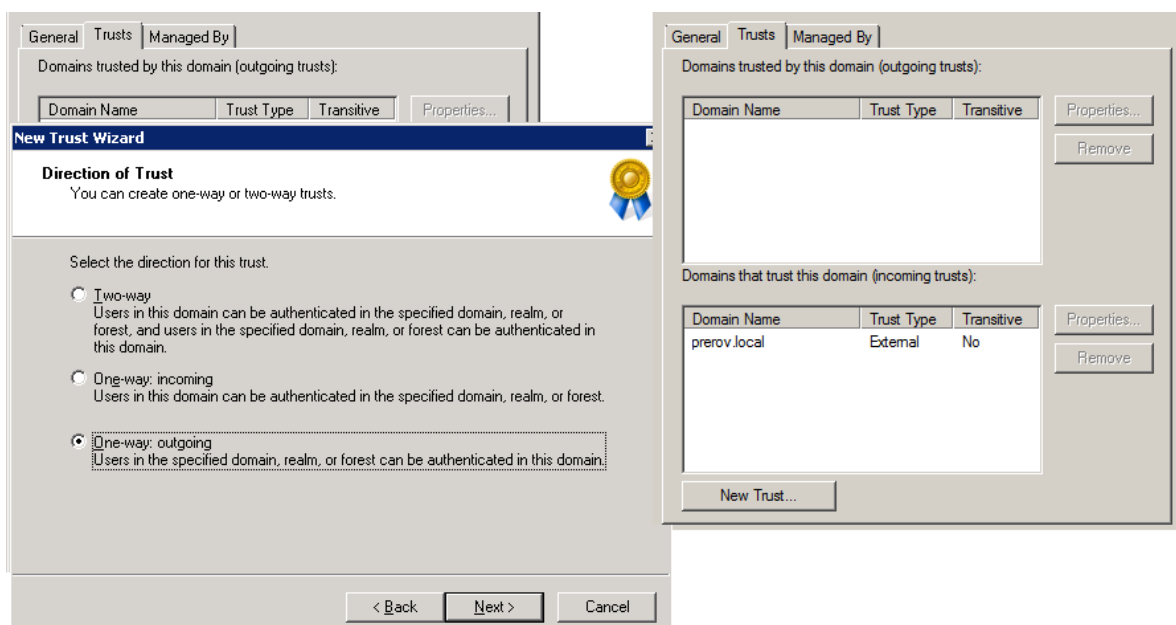 General Trusts Managed By
Domains trusted by this domain (outgoing trusts):
Domain Name Trust Type Transitive Properties...
New Trust Wizard
Direction of Trust
You can create one-way or two-way trusts.
Select the direction for this trust.
Two-way
Users in this domain can be authenticated in the specified domain, realm, or
forest, and users in the specified domain, realm, or forest can be authenticated in
this domain.
One-way: incoming
Users in this domain can be authenticated in the specified domain, realm, or forest.
One-way: outgoing
Users in the specified domain, realm, or forest can be authenticated in this domain.
< Back Next > Cancel
General Trusts Managed By
Domains trusted by this domain (outgoing trusts):
Domain Name Trust Type Transitive Properties...
Remove
Domains that trust this domain (incoming trusts):
Domain Name Trust Type Transitive Properties...
prerov.local External No
Remove
New Trust...